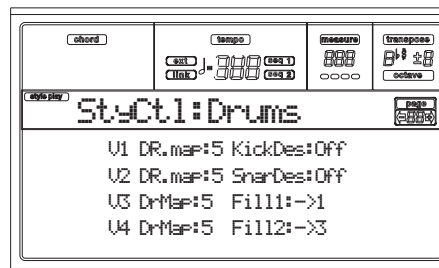 chord tempo measure transpose
ext seq 1
link seq 2
octave
style play StyCtl:Drums page
V1 DR.map:5 KickDes:Off
V2 DR.map:5 SnarDes:Off
V3 DrMap:5 Fill1:->1
V4 DrMap:5 Fill2:->3